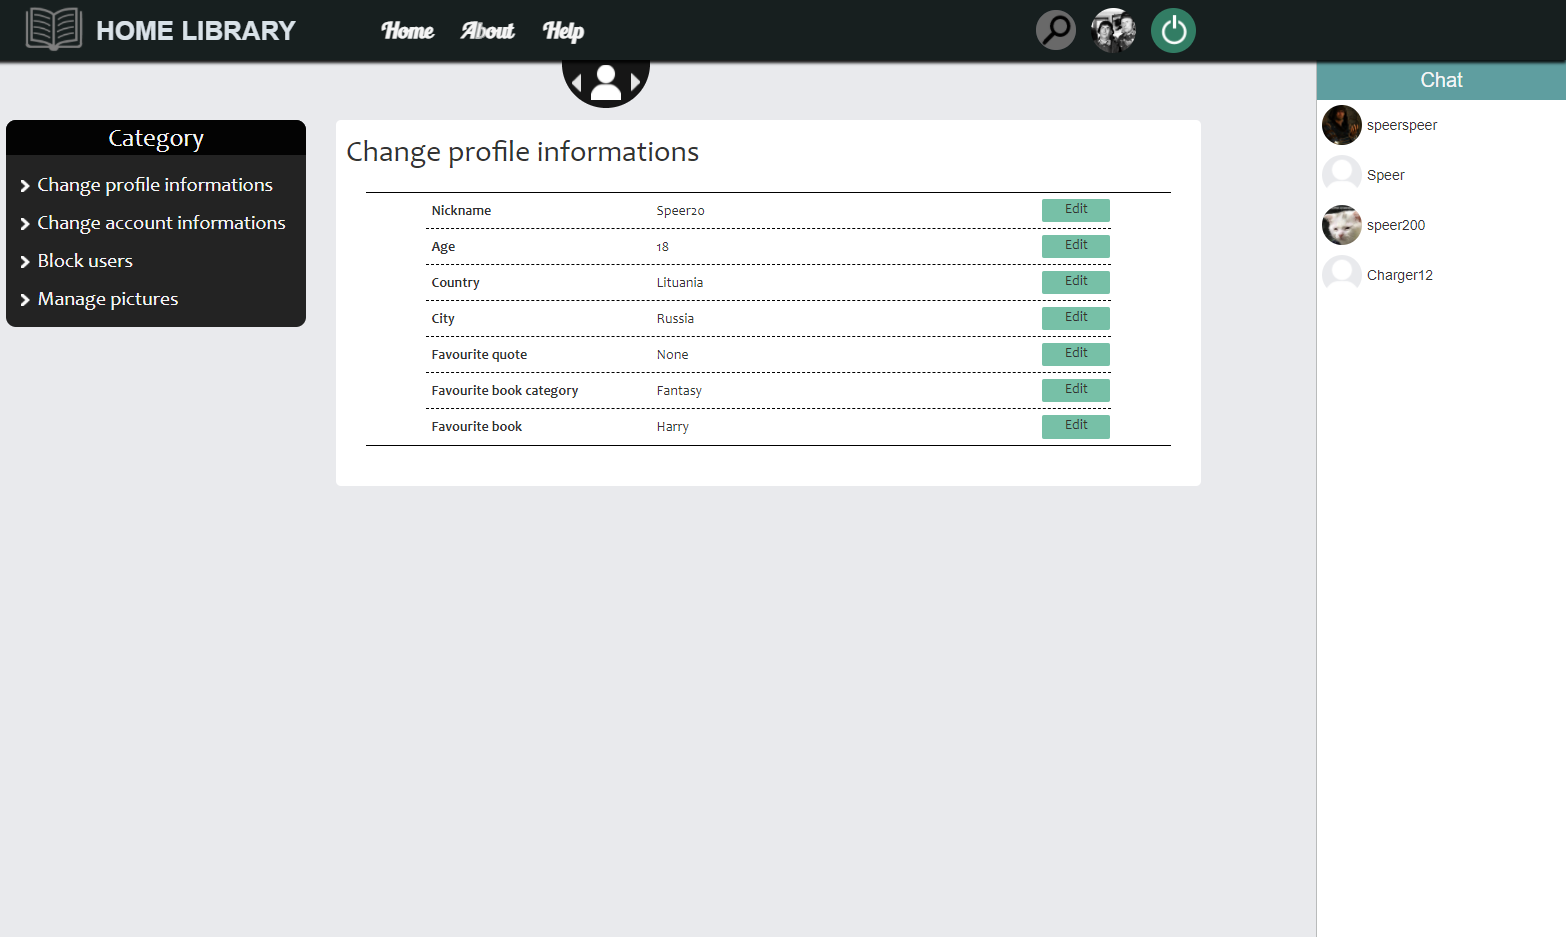 HOME LIBRARY
Home About Help
Category
Change profile informations
Change account informations
Block users
Manage pictures
Change profile informations
Nickname Speer20 Edit
Age 18 Edit
Country Lituania Edit
City Russia Edit
Favourite quote None Edit
Favourite book category Fantasy Edit
Favourite book Harry Edit
Chat
speerspeer
Speer
speer200
Charger12